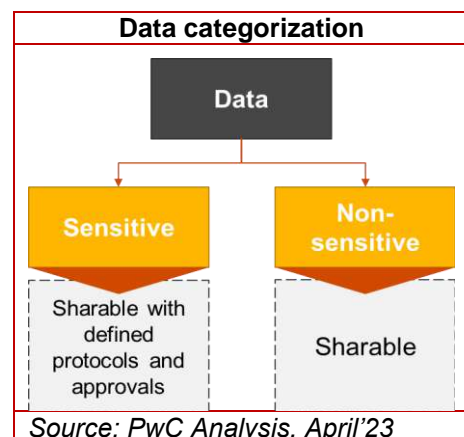 Data categorization
Data
Sensitive
Non-
sensitive
Sharable with
defined
protocols and
approvals
Sharable
Source: PwC Analysis, April'23